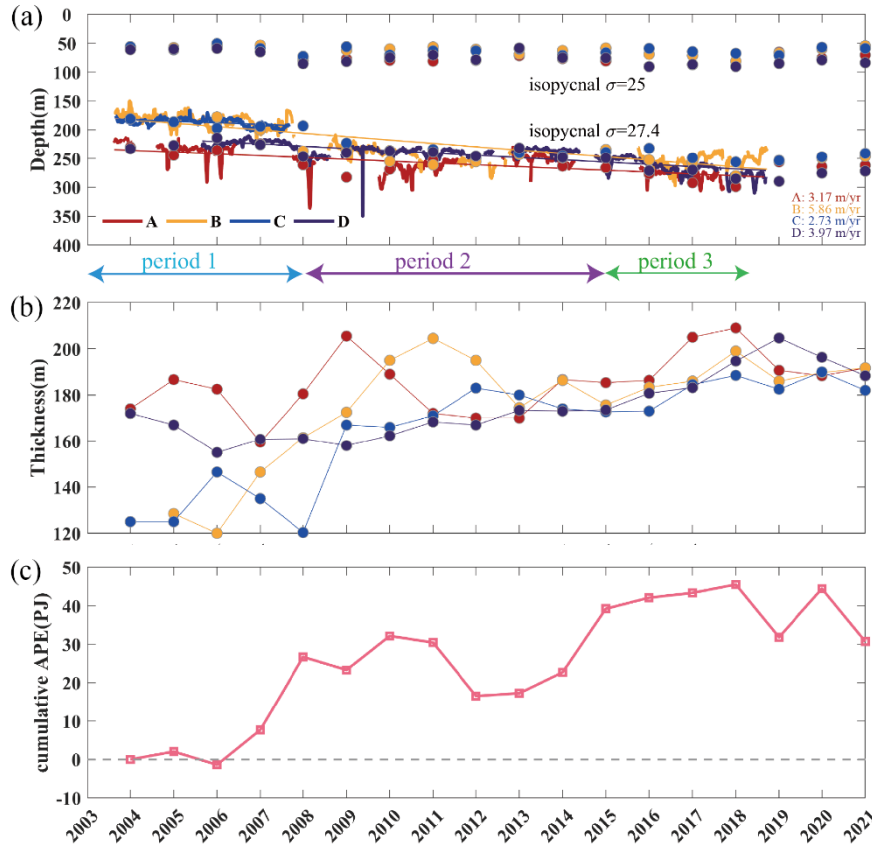 (a)
0
50
100
150
200
250
300
350
400
Depth(m)
isopycnal σ=25
isopycnal σ=27.4
A: 3.17 m/yr
B: 5.86 m/yr
C: 2.73 m/yr
D: 3.97 m/yr
A B C D
period 1 period 2 period 3
(b)
220
200
180
160
140
120
Thickness(m)
(c)
50
40
30
20
10
0
-10
cumulative APE(PJ)
2003 2004 2005 2006 2007 2008 2009 2010 2011 2012 2013 2014 2015 2016 2017 2018 2019 2020 2021